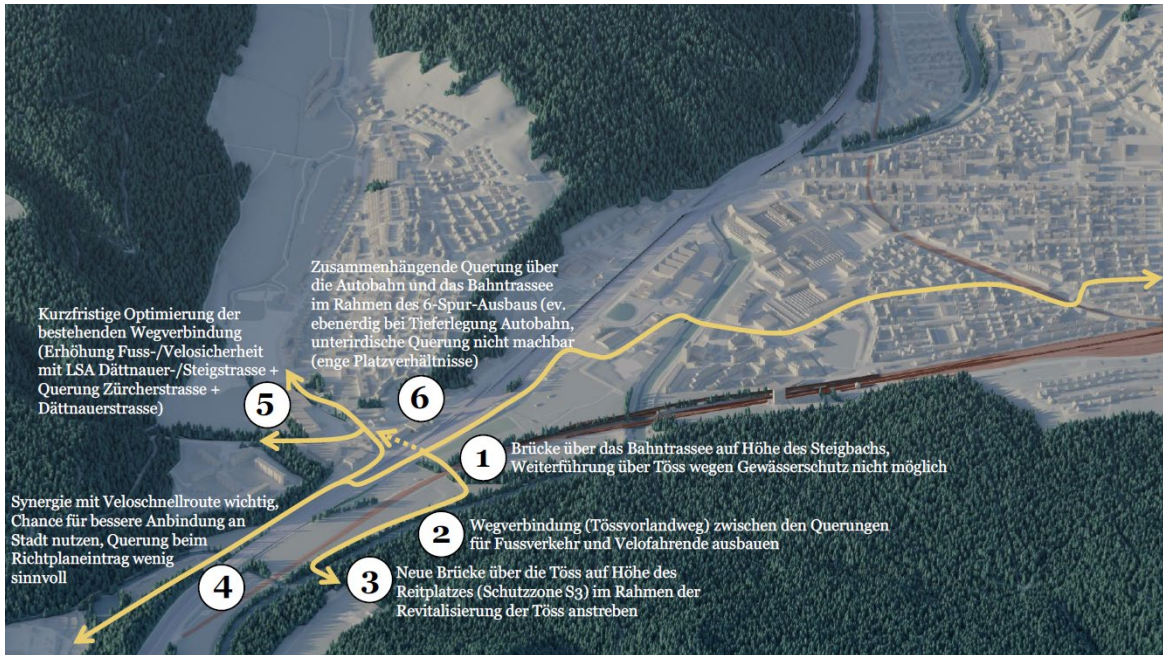 Zusammenhängende Querung über
die Autobahn und das Bahntrassee
im Rahmen des 6-Spur-Ausbaus (ev.
ebenerdig bei Tieferlegung Autobahn,
unterirdische Querung nicht machbar
(enge Platzverhältnisse)
6
Kurzfristige Optimierung der
bestehenden Wegverbindung
(Erhöhung Fuss-/Velosicherheit
mit LSA Dättnauer-/Steigstrasse +
Querung Zürcherstrasse +
Dättnauerstrasse)
5
1
Brücke über das Bahntrassee auf Höhe des Steigbachs,
Weiterführung über Töss wegen Gewässerschutz nicht möglich
Synergie mit Veloschnellroute wichtig,
Chance für bessere Anbindung an
Stadt nutzen, Querung beim
Richtplaneintrag wenig
sinnvoll
4
2
Wegverbindung (Tössvorlandweg) zwischen den Querungen
für Fussverkehr und Velofahrende ausbauen
3
Neue Brücke über die Töss auf Höhe des
Reitplatzes (Schutzzone S3) im Rahmen der
Revitalisierung der Töss anstreben